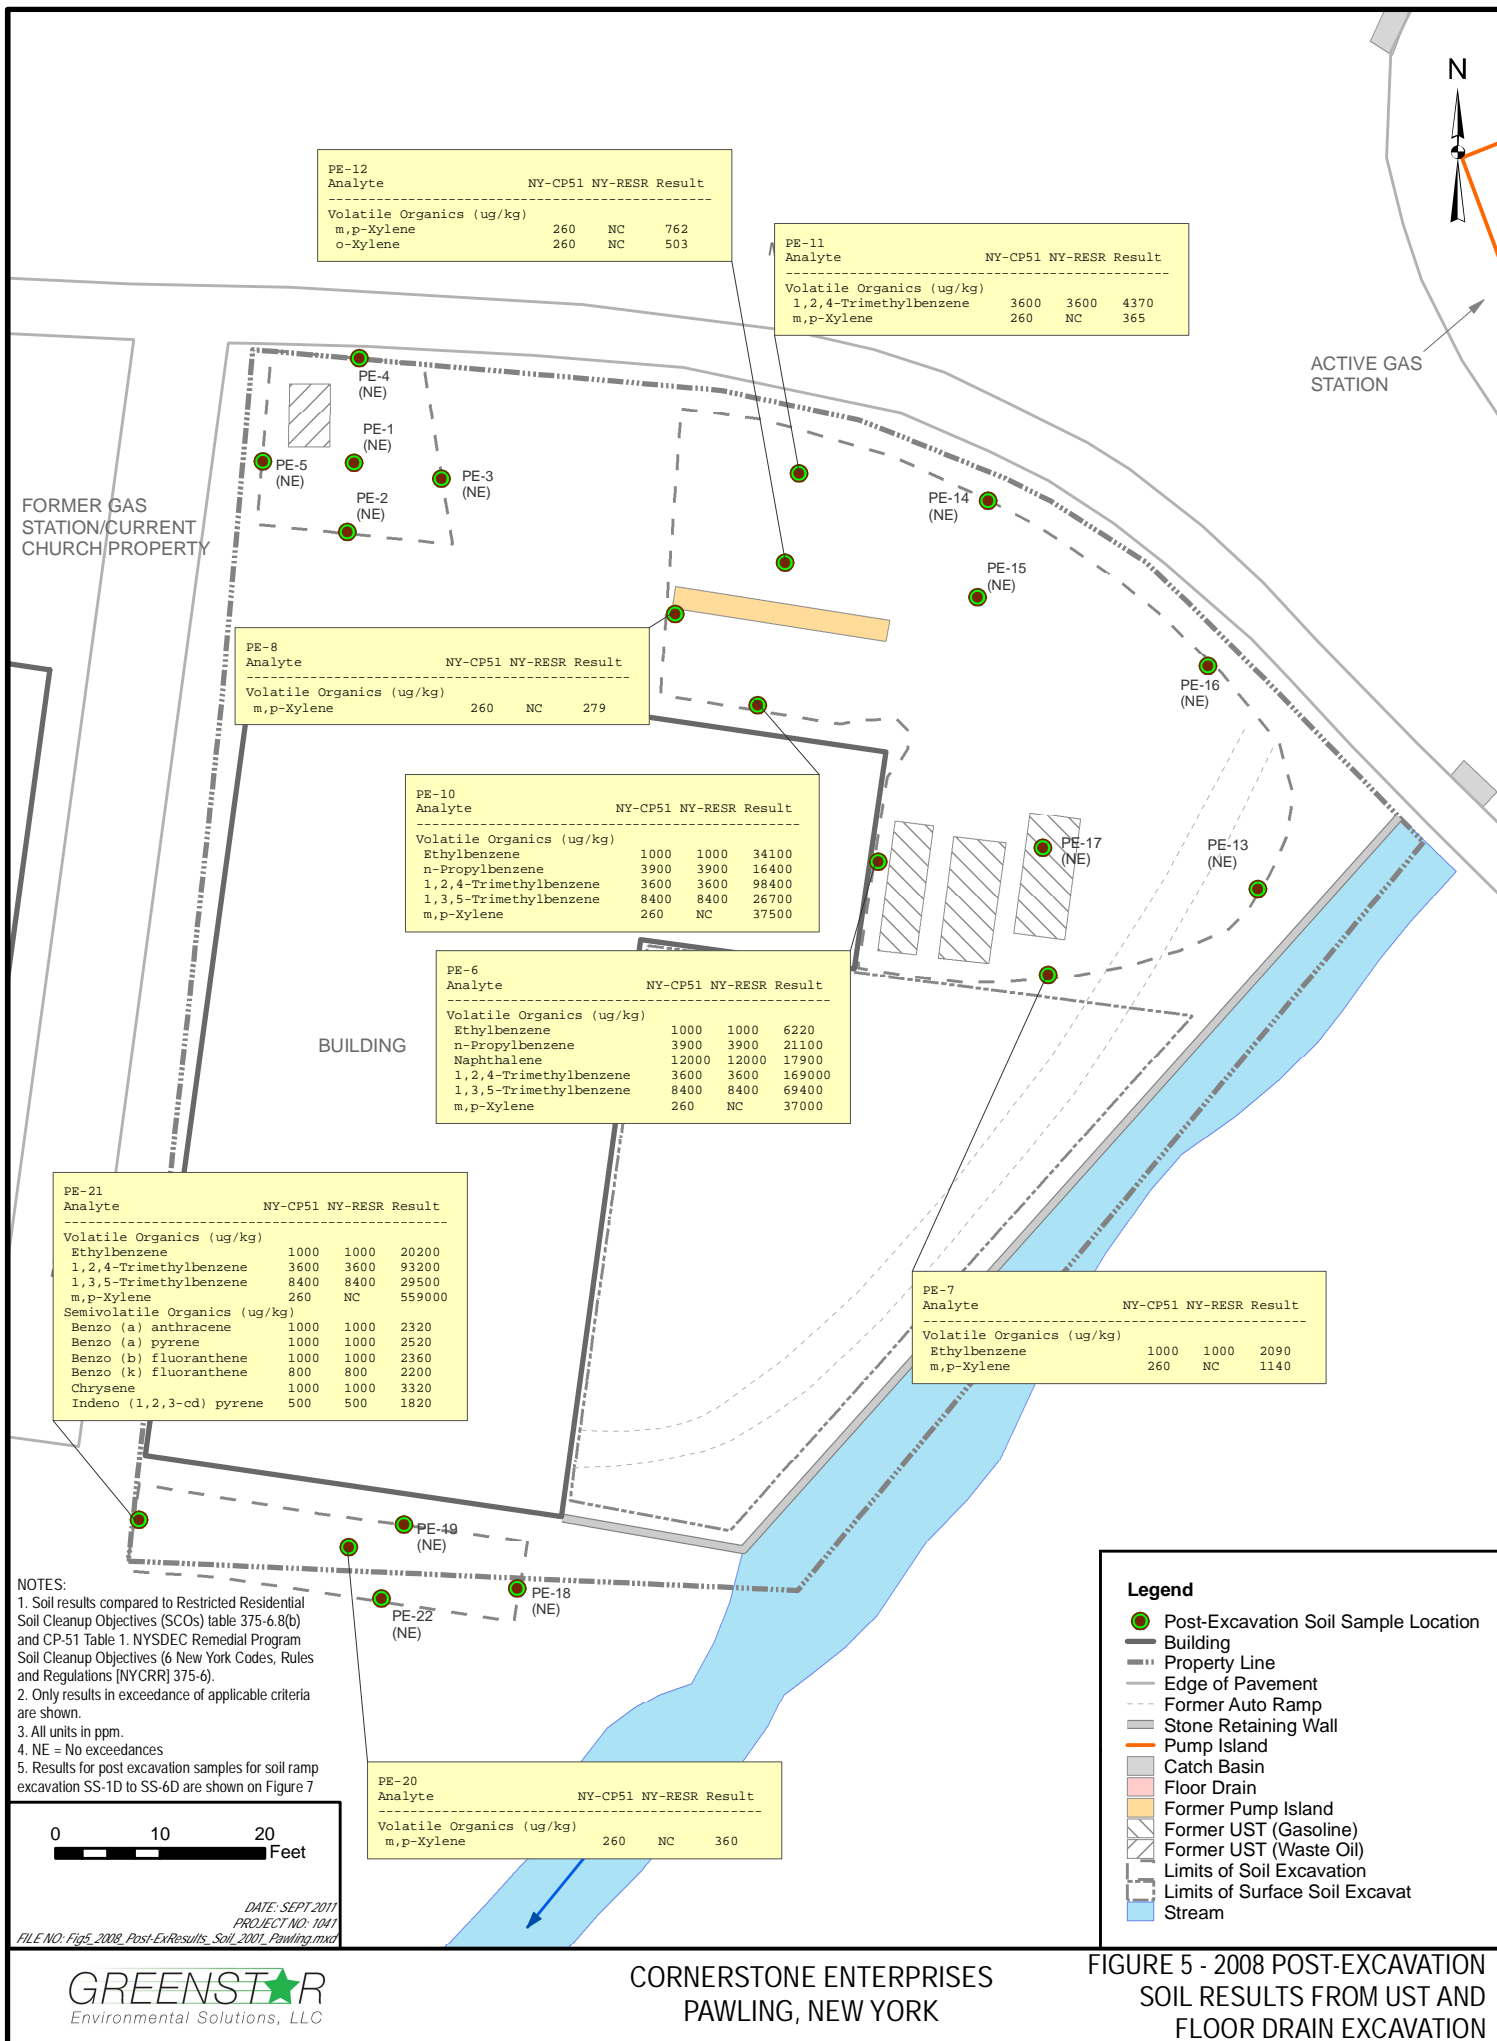 N
PE-12
Analyte NY-CP51 NY-RESR Result
Volatile Organics (ug/kg)
m,p-Xylene 260 NC 762
o-Xylene 260 NC 503
PE-11
Analyte NY-CP51 NY-RESR Result
Volatile Organics (ug/kg)
1,2,4-Trimethylbenzene 3600 3600 4370
m,p-Xylene 260 NC 365
ACTIVE GAS
STATION
PE-4
(NE)
PE-1
(NE)
PE-5
(NE)
PE-3
(NE)
PE-2
(NE)
FORMER GAS
STATION/CURRENT
CHURCH PROPERTY
PE-14
(NE)
PE-15
(NE)
PE-16
(NE)
PE-8
Analyte NY-CP51 NY-RESR Result
Volatile Organics (ug/kg)
m,p-Xylene 260 NC 279
PE-10
Analyte NY-CP51 NY-RESR Result
Volatile Organics (ug/kg)
Ethylbenzene 1000 1000 34100
n-Propylbenzene 3900 3900 16400
1,2,4-Trimethylbenzene 3600 3600 98400
1,3,5-Trimethylbenzene 8400 8400 26700
m,p-Xylene 260 NC 37500
PE-17
(NE)
PE-13
(NE)
PE-6
Analyte NY-CP51 NY-RESR Result
Volatile Organics (ug/kg)
Ethylbenzene 1000 1000 6220
n-Propylbenzene 3900 3900 21100
Naphthalene 12000 12000 17900
1,2,4-Trimethylbenzene 3600 3600 169000
1,3,5-Trimethylbenzene 8400 8400 69400
m,p-Xylene 260 NC 37000
BUILDING
PE-21
Analyte NY-CP51 NY-RESR Result
Volatile Organics (ug/kg)
Ethylbenzene 1000 1000 20200
1,2,4-Trimethylbenzene 3600 3600 93200
1,3,5-Trimethylbenzene 8400 8400 29500
m,p-Xylene 260 NC 559000
Semivolatile Organics (ug/kg)
Benzo (a) anthracene 1000 1000 2320
Benzo (a) pyrene 1000 1000 2520
Benzo (b) fluoranthene 1000 1000 2360
Benzo (k) fluoranthene 800 800 2200
Chrysene 1000 1000 3320
Indeno (1,2,3-cd) pyrene 500 500 1820
PE-7
Analyte NY-CP51 NY-RESR Result
Volatile Organics (ug/kg)
Ethylbenzene 1000 1000 2090
m,p-Xylene 260 NC 1140
PE-19
(NE)
PE-18
(NE)
PE-22
(NE)
NOTES:
1. Soil results compared to Restricted Residential
Soil Cleanup Objectives (SCOs) table 375-6.8(b)
and CP-51 Table 1. NYSDEC Remedial Program
Soil Cleanup Objectives (6 New York Codes, Rules
and Regulations [NYCRR] 375-6).
2. Only results in exceedance of applicable criteria
are shown.
3. All units in ppm.
4. NE = No exceedances
5. Results for post excavation samples for soil ramp
excavation SS-1D to SS-6D are shown on Figure 7
PE-20
Analyte NY-CP51 NY-RESR Result
Volatile Organics (ug/kg)
m,p-Xylene 260 NC 360
Legend
Post-Excavation Soil Sample Location
Building
Property Line
Edge of Pavement
Former Auto Ramp
Stone Retaining Wall
Pump Island
Catch Basin
Floor Drain
Former Pump Island
Former UST (Gasoline)
Former UST (Waste Oil)
Limits of Soil Excavation
Limits of Surface Soil Excavat
Stream
0 10 20
Feet
DATE: SEPT 2011
PROJECT NO: 1041
FILE NO: Fig5_2008_Post-ExResults_Soil_2001_Pawling.mxd
GREENSTAR
Environmental Solutions, LLC
CORNERSTONE ENTERPRISES
PAWLING, NEW YORK
FIGURE 5 - 2008 POST-EXCAVATION
SOIL RESULTS FROM UST AND
FLOOR DRAIN EXCAVATION